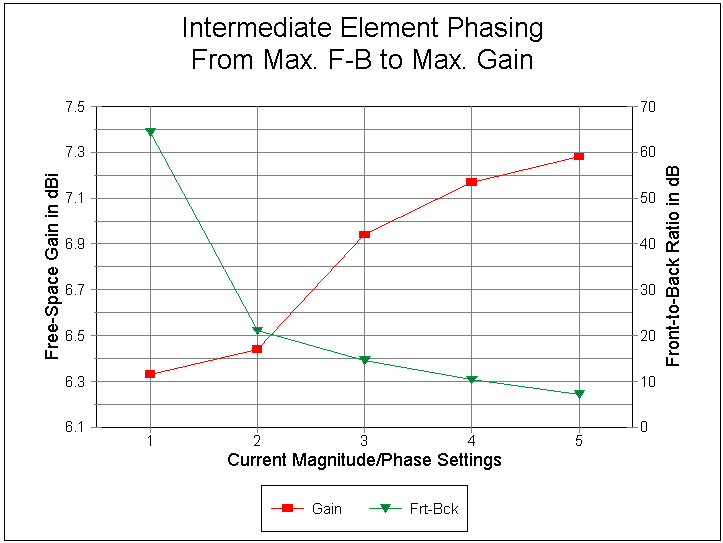 Intermediate Element Phasing
From Max. F-B to Max. Gain
7.5
7.3
7.1
6.9
6.7
6.5
6.3
6.1
Free-Space Gain in dBi
70
60
50
40
30
20
10
0
Front-to-Back Ratio in dB
1 2 3 4 5
Current Magnitude/Phase Settings
Gain Frt-Bck